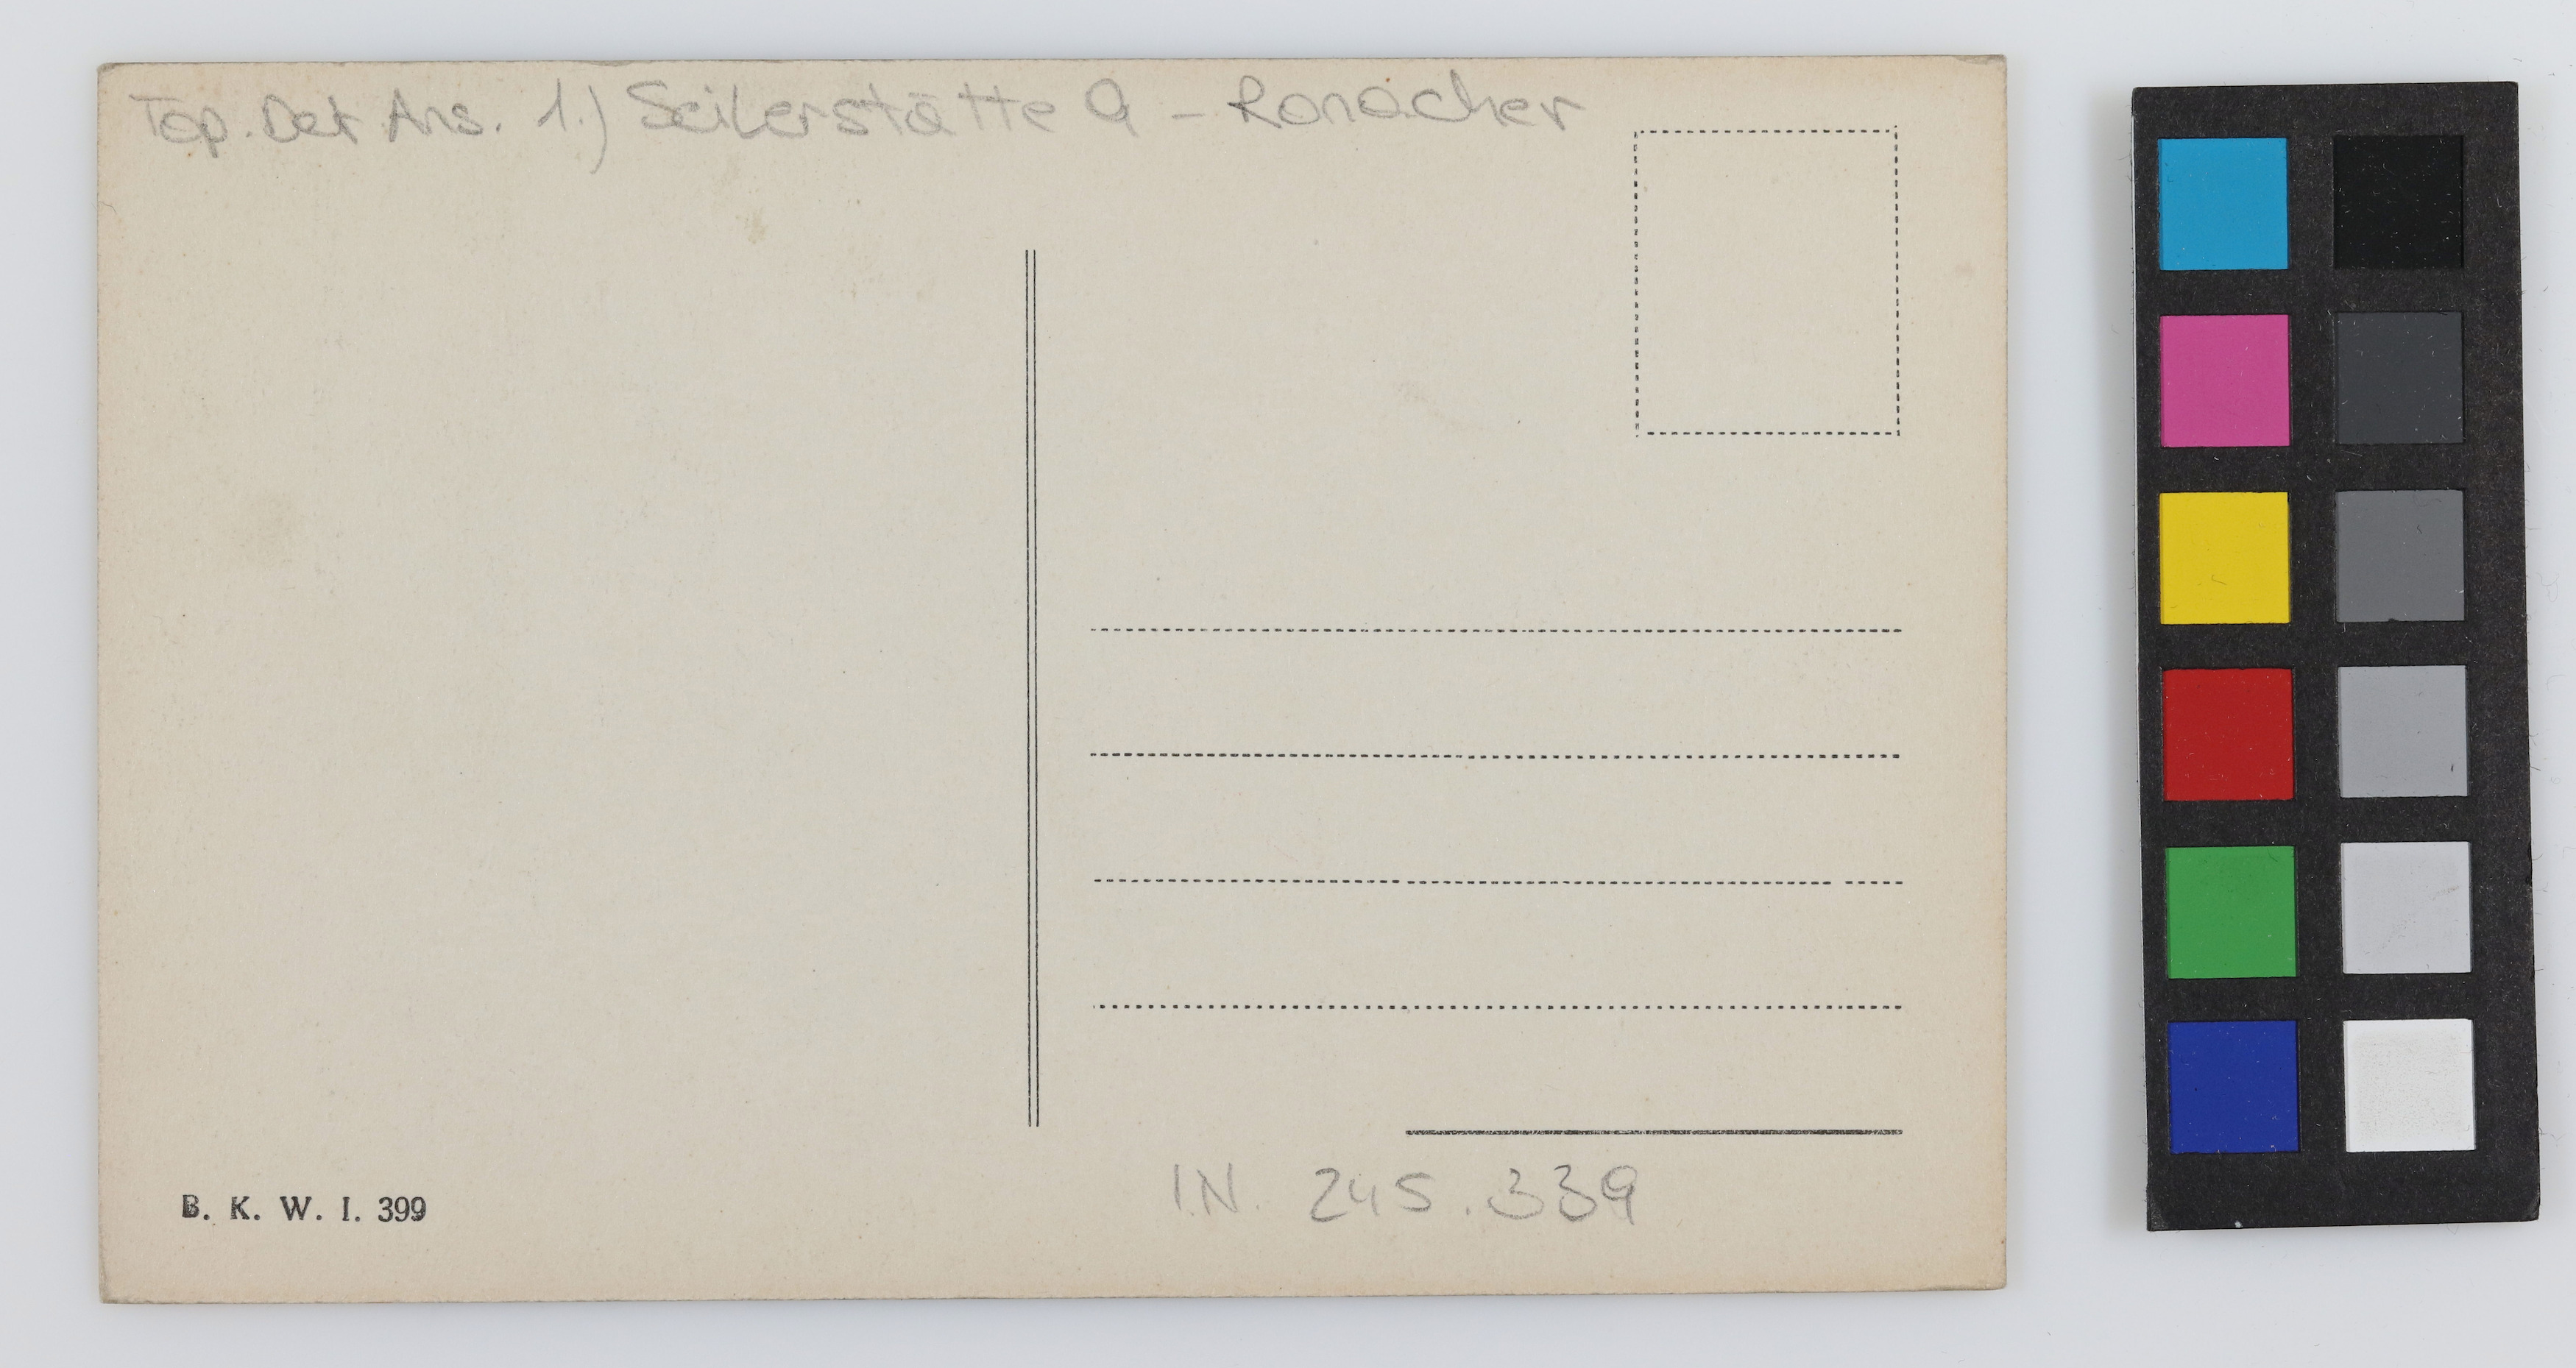 Top. Det Ans. 1.) Seilerstätte 9 - Ronacher
B. K. W. I. 399
I.N. 245.339